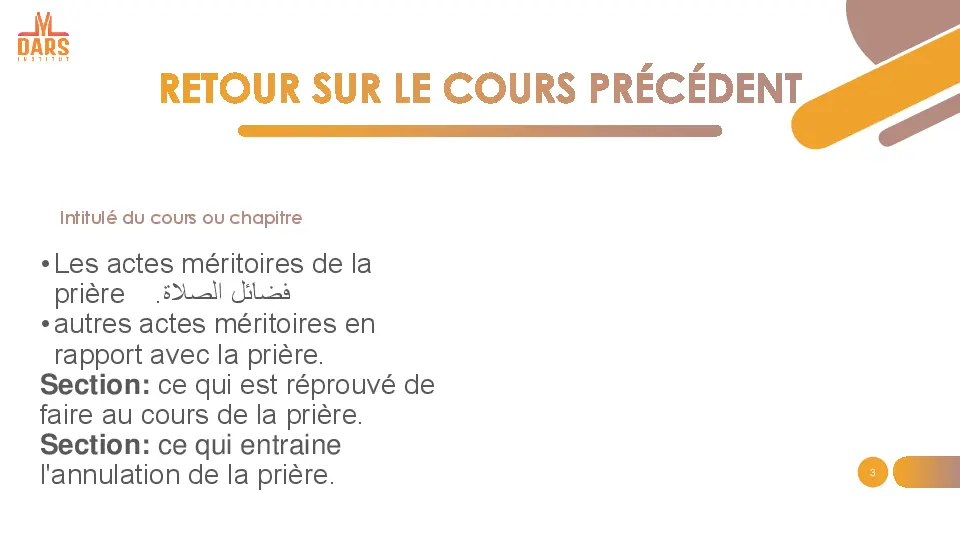 DARS
INSTITUT
RETOUR SUR LE COURS PRÉCÉDENT
Intitulé du cours ou chapitre
•Les actes méritoires de la
prière فضائل الصلاة.
•autres actes méritoires en
rapport avec la prière.
Section: ce qui est réprouvé de
faire au cours de la prière.
Section: ce qui entraine
l'annulation de la prière.
3